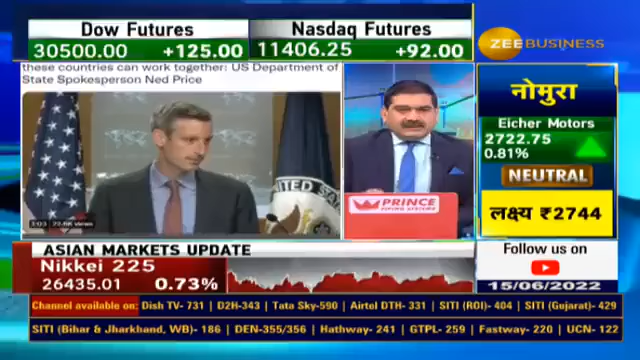 Dow Futures
30500.00 +125.00
Nasdaq Futures
11406.25 +92.00
ZEE BUSINESS
these countries can work together: US Department of
State Spokesperson Ned Price
UNITED STA
PRINCE
PIPING SYSTEMS
नोमुरा
Eicher Motors
2722.75
0.81%
NEUTRAL
लक्ष्य ₹2744
Follow us on
15/06/2022
ASIAN MARKETS UPDATE
Nikkei 225
26435.01 0.73%
Channel available on: Dish TV- 731 | D2H-343 | Tata Sky-590 | Airtel DTH- 331 | SITI (ROI)- 404 | SITI (Gujarat)- 429
SITI (Bihar & Jharkhand, WB)- 186 | DEN-355/356 | Hathway- 241 | GTPL- 259 | Fastway- 220 | UCN- 122